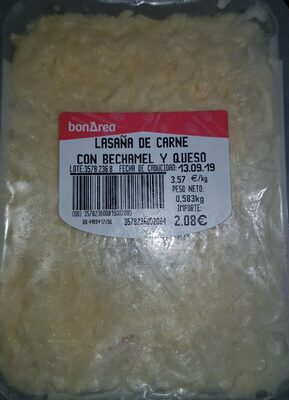 bonÀrea
LASAÑA DE CARNE
CON BECHAMEL Y QUESO
LOTE:3578 236 8 FECHA DE CADUCIDAD: 13.09.19
3.57 €/kg
PESO NETO:
0,583kg
IMPORTE:
2.08€